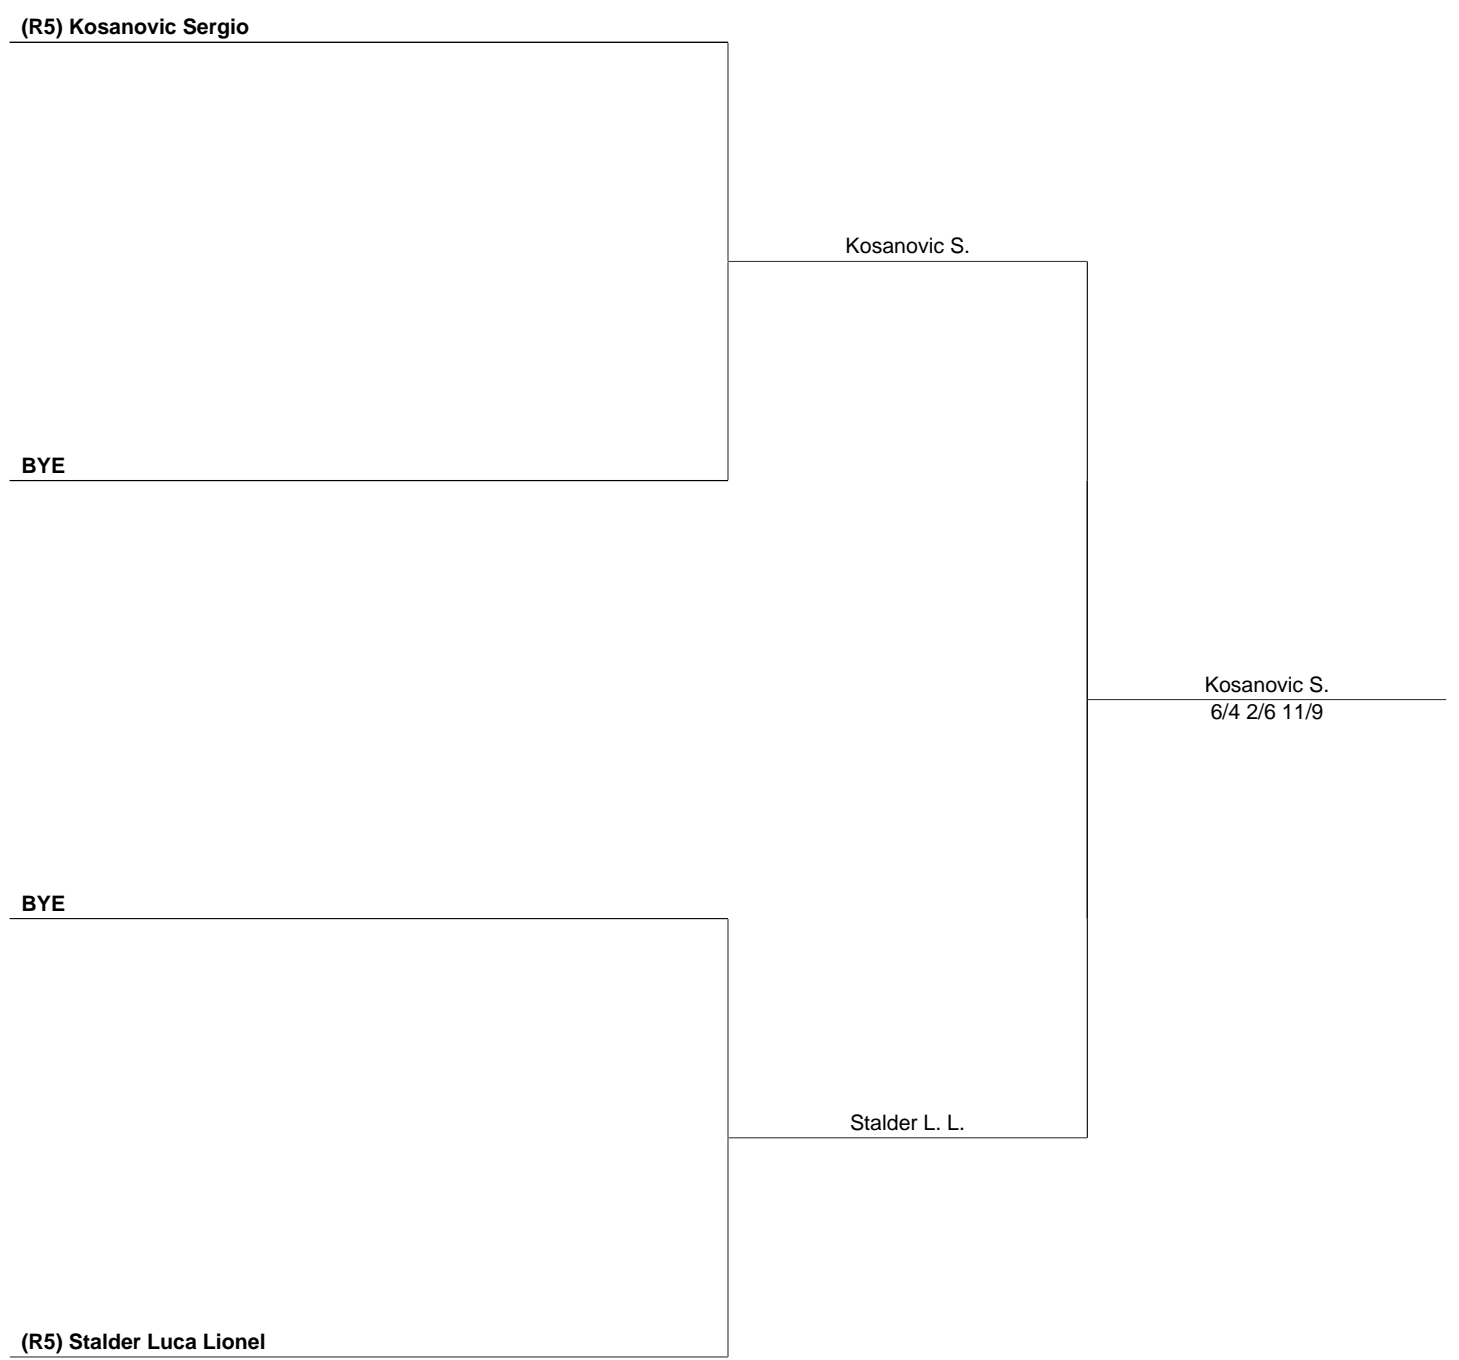 (R5) Kosanovic Sergio
Kosanovic S.
BYE
Kosanovic S.
6/4 2/6 11/9
BYE
Stalder L. L.
(R5) Stalder Luca Lionel